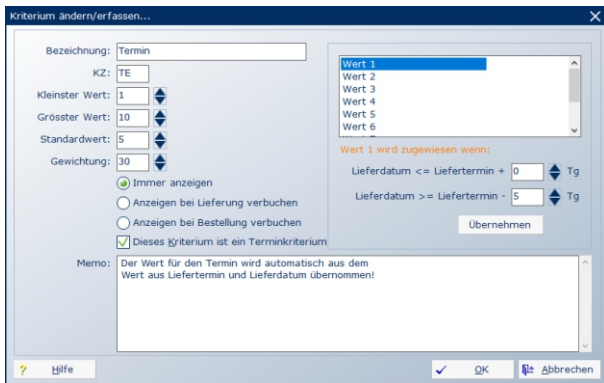 Kriterium ändern/erfassen...
Bezeichnung: Termin
KZ: TE
Kleinster Wert: 1
Grösster Wert: 10
Standardwert: 5
Gewichtung: 30
Immer anzeigen
Anzeigen bei Lieferung verbuchen
Anzeigen bei Bestellung verbuchen
Dieses Kriterium ist ein Terminkriterium
Wert 1
Wert 2
Wert 3
Wert 4
Wert 5
Wert 6
Wert 1 wird zugewiesen wenn:
Lieferdatum <= Liefertermin + 0 Tg
Lieferdatum >= Liefertermin - 5 Tg
Übernehmen
Memo: Der Wert für den Termin wird automatisch aus dem
Wert aus Liefertermin und Lieferdatum übernommen!
? Hilfe
OK
Abbrechen